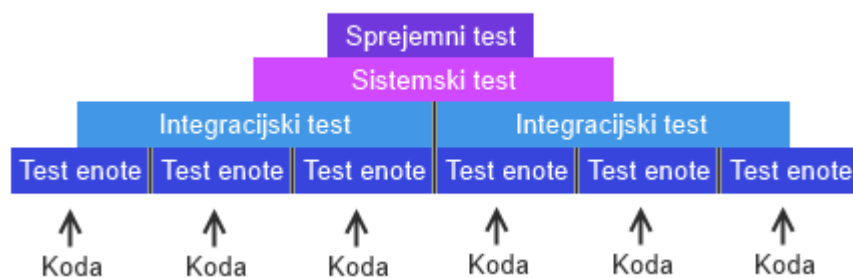 Sprejemni test
Sistemski test
Integracijski test Integracijski test
Test enote Test enote Test enote Test enote Test enote Test enote
Koda Koda Koda Koda Koda Koda